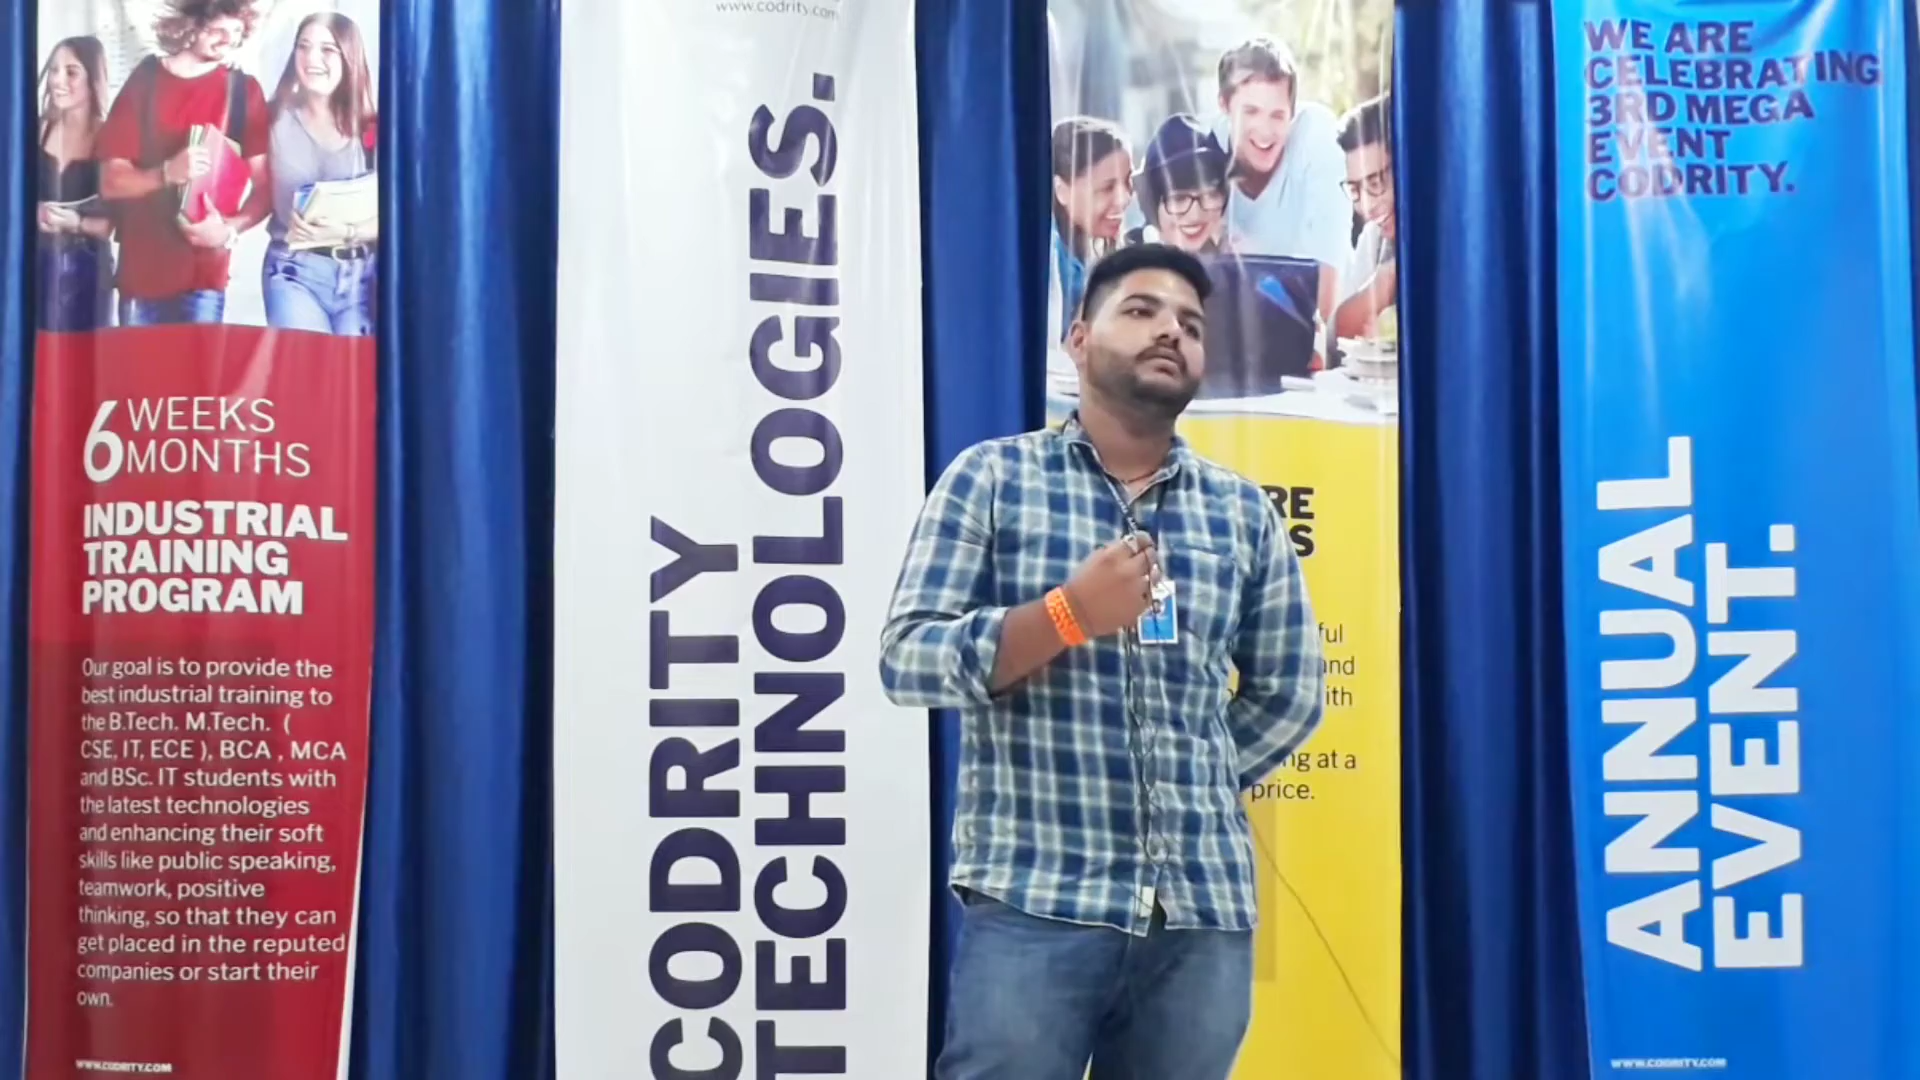 6 WEEKS
MONTHS
INDUSTRIAL
TRAINING
PROGRAM
Our goal is to provide the
best industrial training to
the B.Tech. M.Tech. (
CSE, IT, ECE ), BCA , MCA
and BSc. IT students with
the latest technologies
and enhancing their soft
skills like public speaking,
teamwork, positive
thinking, so that they can
get placed in the reputed
companies or start their
own.
WWW.CODRITY.COM
www.codrity.com
CODRITY
TECHNOLOGIES.
RE
S
ful
and
ith
ng at a
price.
WE ARE
CELEBRATING
3RD MEGA
EVENT
CODRITY.
ANNUAL
EVENT.
WWW.CODRITY.COM